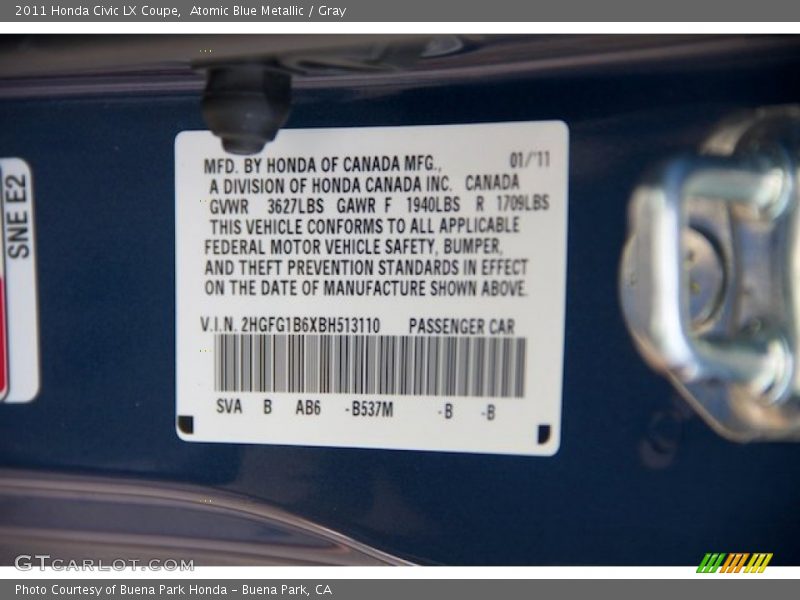 2011 Honda Civic LX Coupe,  Atomic Blue Metallic / Gray
SNE E2
MFD. BY HONDA OF CANADA MFG., 01/'11
A DIVISION OF HONDA CANADA INC. CANADA
GVWR 3627LBS GAWR F 1940LBS R 1709LBS
THIS VEHICLE CONFORMS TO ALL APPLICABLE
FEDERAL MOTOR VEHICLE SAFETY, BUMPER,
AND THEFT PREVENTION STANDARDS IN EFFECT
ON THE DATE OF MANUFACTURE SHOWN ABOVE.
V.I.N. 2HGFG1B6XBH513110 PASSENGER CAR
SVA B AB6 -B537M -B -B
GTCARLOT.COM
Photo Courtesy of Buena Park Honda – Buena Park, CA